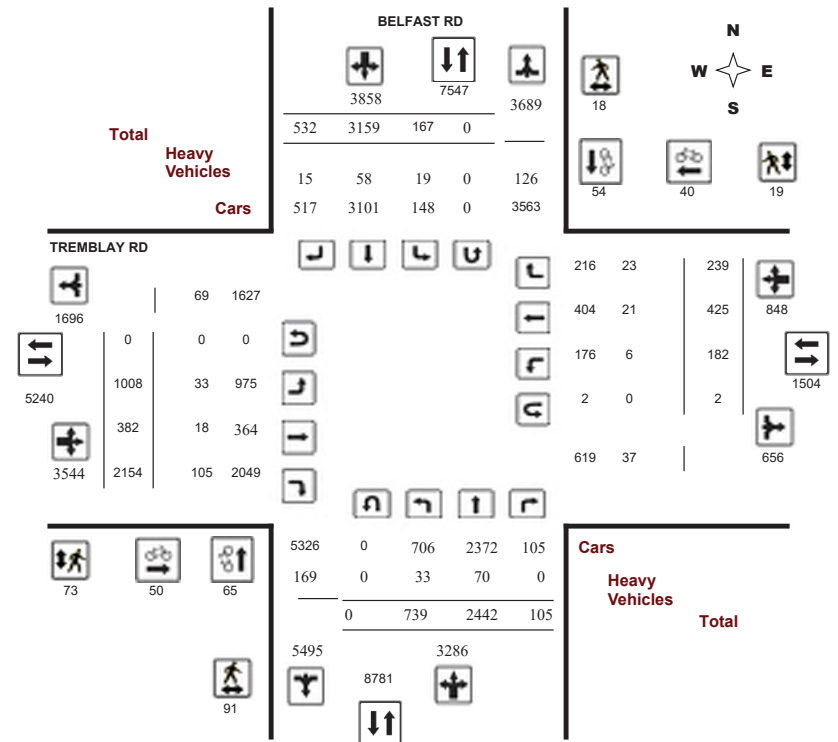 BELFAST RD
N
W E
S
3858 7547 3689
18
Total
532 3159 167 0
Heavy
Vehicles
15 58 19 0 126
Cars
517 3101 148 0 3563
54 40 19
TREMBLAY RD
216 23 239
69 1627
1696
848
404 21 425
0 0 0
176 6 182
5240
1504
1008 33 975
2 0 2
382 18 364
3544 2154 105 2049
619 37 656
5326 0 706 2372 105
Cars
169 0 33 70 0
Heavy
Vehicles
73 50 65
0 739 2442 105
Total
5495 8781 3286
91